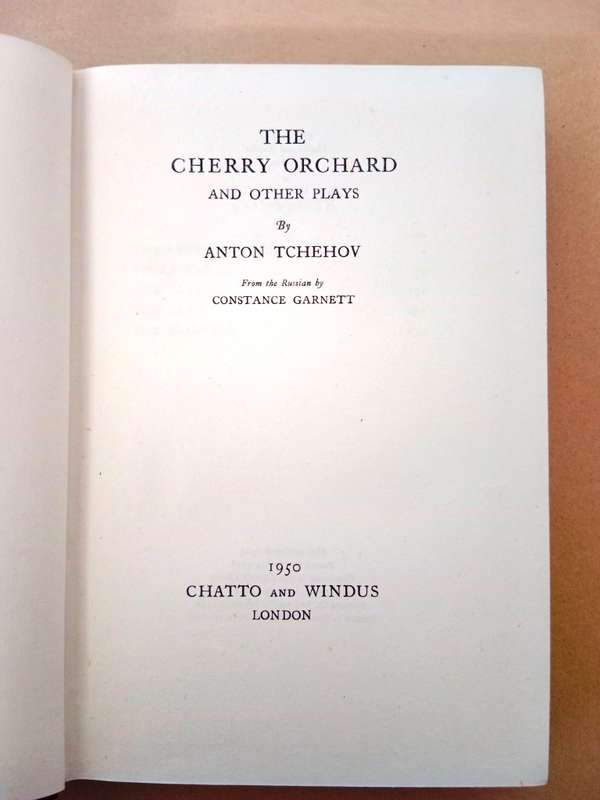 THE
CHERRY ORCHARD
AND OTHER PLAYS
By
ANTON TCHEHOV
From the Russian by
CONSTANCE GARNETT
1950
CHATTO AND WINDUS
LONDON